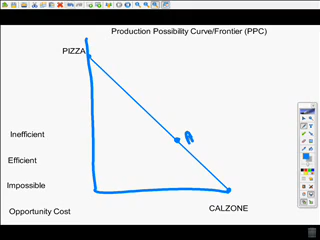 Production Possibility Curve/Frontier (PPC)
PIZZA
A
Inefficient
Efficient
Impossible
Opportunity Cost
CALZONE